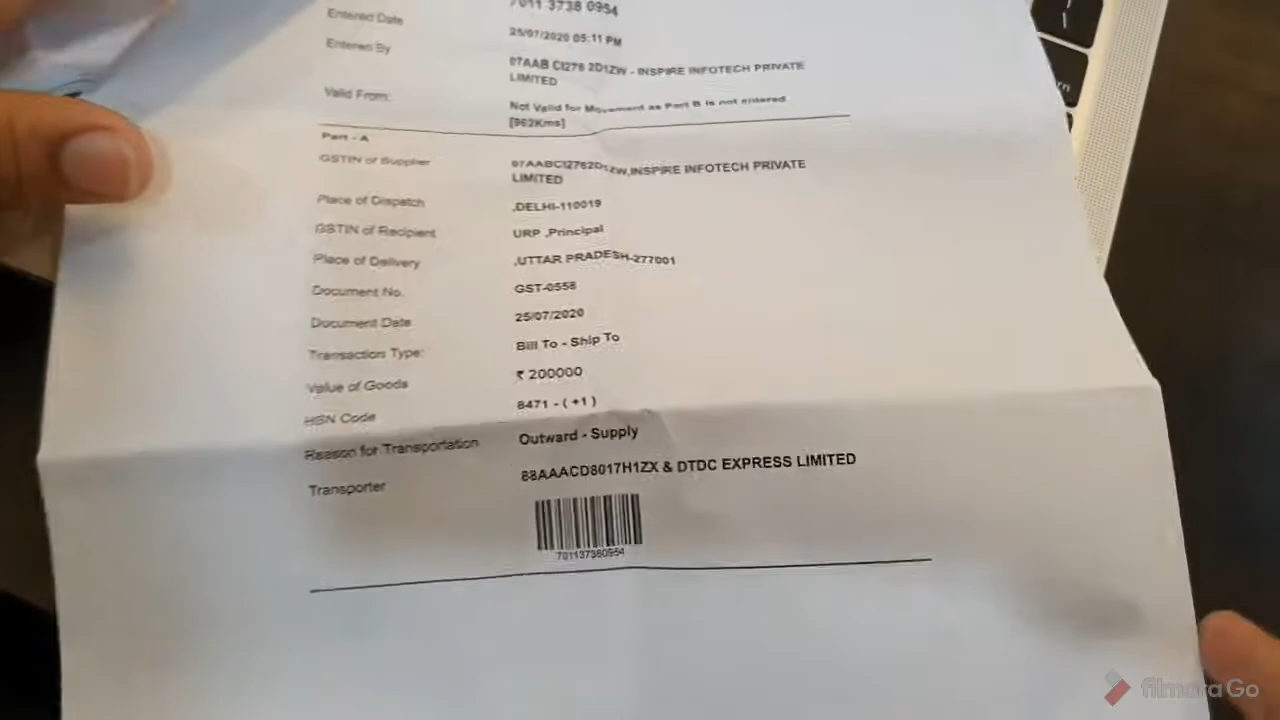 7011 3738 0954
Entered Date 25/07/2020 05:11 PM
Entered By 07AAB CI276 2D1ZW - INSPIRE INFOTECH PRIVATE
LIMITED
Valid From: Not Valid for Movement as Part B is not entered
[962Kms]
Part - A
GSTIN of Supplier 07AABCI2762D1ZW,INSPIRE INFOTECH PRIVATE
LIMITED
Place of Dispatch ,DELHI-110019
GSTIN of Recipient URP ,Principal
Place of Delivery ,UTTAR PRADESH-277001
Document No. GST-0558
Document Date 25/07/2020
Transaction Type: Bill To - Ship To
Value of Goods ₹ 200000
HSN Code 8471 - ( +1 )
Reason for Transportation Outward - Supply
Transporter 88AAACD8017H1ZX & DTDC EXPRESS LIMITED
701137380954
filmora Go